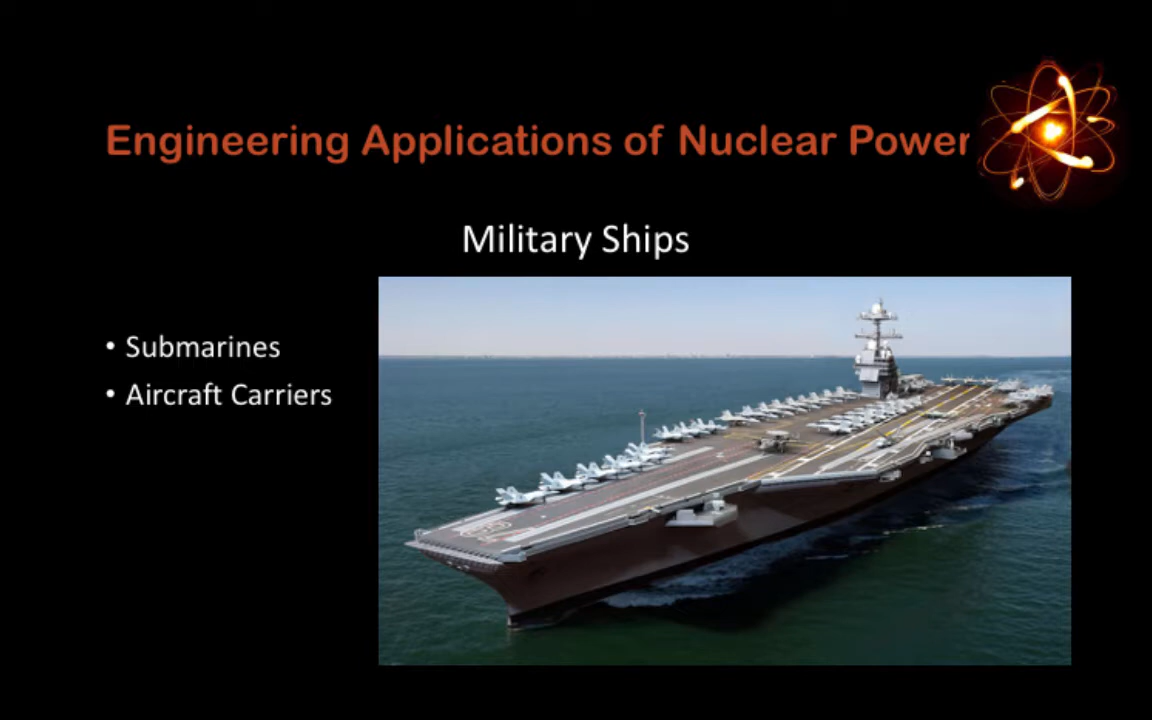 Engineering Applications of Nuclear Power
Military Ships
• Submarines
• Aircraft Carriers